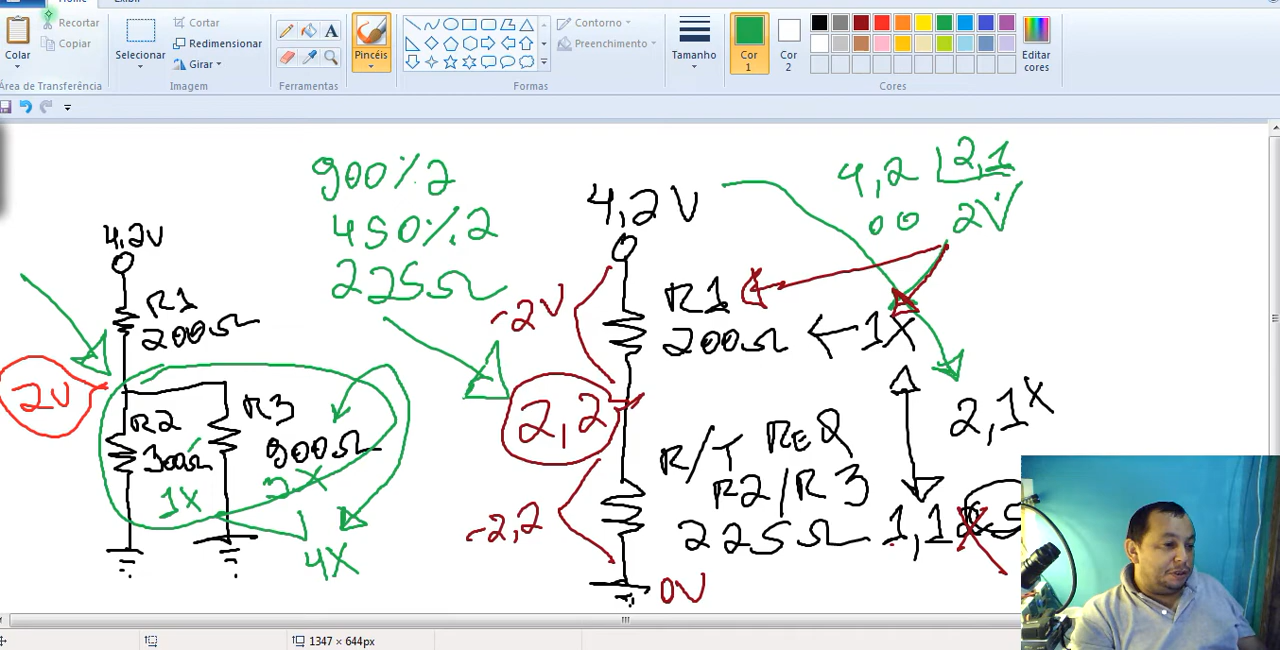 Exibir
Colar
Recortar
Copiar
Área de Transferência
Selecionar
Cortar
Redimensionar
Girar
Imagem
Ferramentas
Pincéis
Contorno
Preenchimento
Formas
Tamanho
Cor
1
Cor
2
Editar
cores
Cores
4,2V
R1
200Ω
2V
R2
300Ω
1X
R3
900Ω
3X
4X
900٪2
450٪2
225Ω
4,2V
-2V
R1
200Ω ← 1X
2,2
-2,2
R/T REQ
R2/R3
225Ω 1,1
0V
4,2 2,1
00 2V
2,1X
1347 × 644px